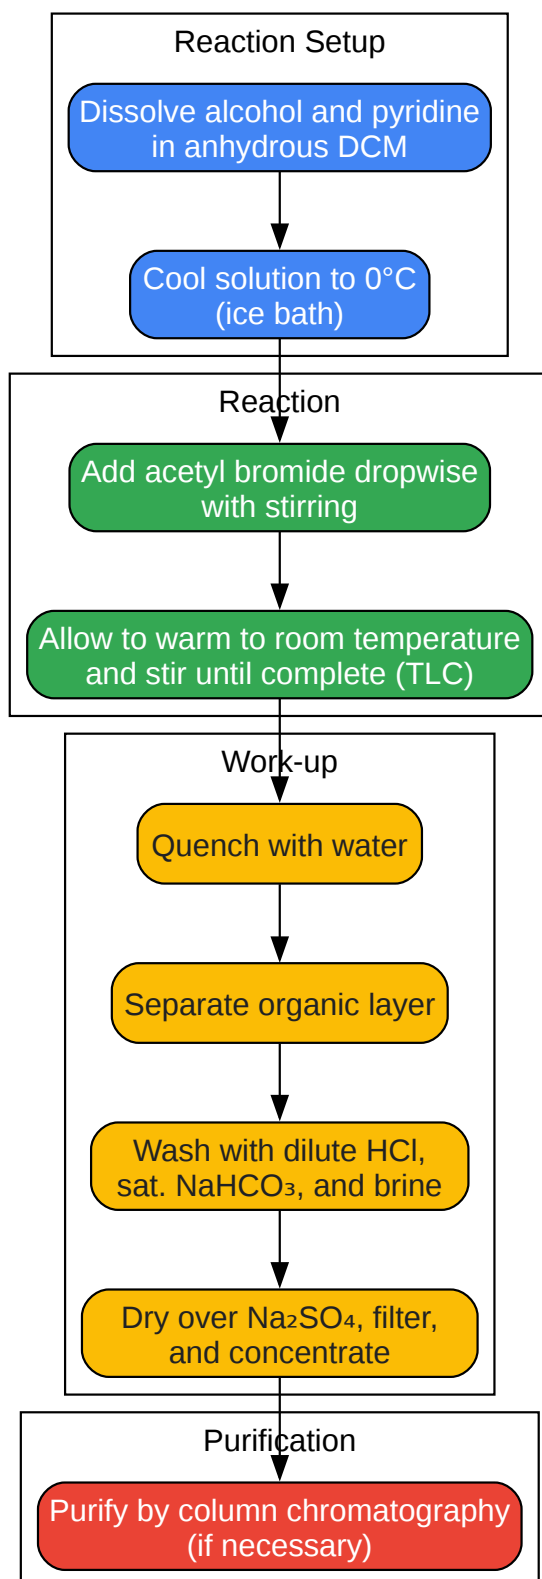 Reaction Setup
Dissolve alcohol and pyridine
in anhydrous DCM
Cool solution to 0°C
(ice bath)
Reaction
Add acetyl bromide dropwise
with stirring
Allow to warm to room temperature
and stir until complete (TLC)
Work-up
Quench with water
Separate organic layer
Wash with dilute HCl,
sat. NaHCO₃, and brine
Dry over Na₂SO₄, filter,
and concentrate
Purification
Purify by column chromatography
(if necessary)